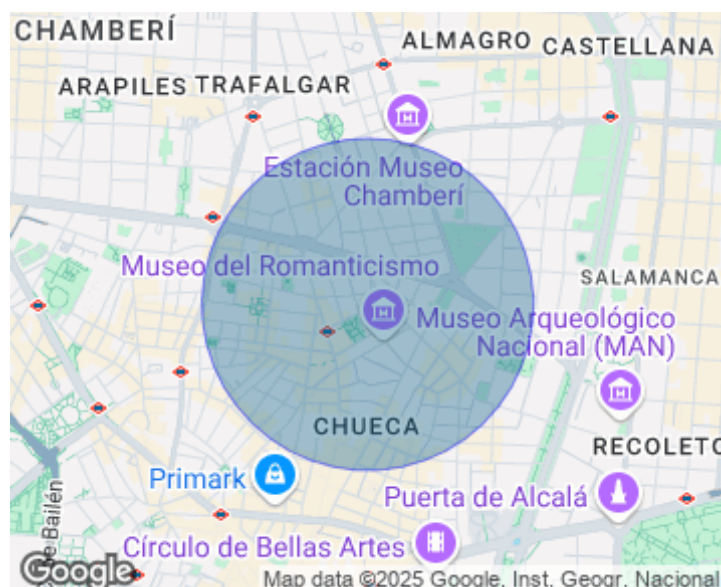 CHAMBERÍ
ALMAGRO
CASTELLANA
ARAPILES
TRAFALGAR
Estación Museo
Chamberí
Museo del Romanticismo
SALAMANCA
Museo Arqueológico
Nacional (MAN)
CHUECA
RECOLETO
Primark
Puerta de Alcalá
Círculo de Bellas Artes
e Bailén
Google
Map data ©2025 Google, Inst. Geogr. Nacional